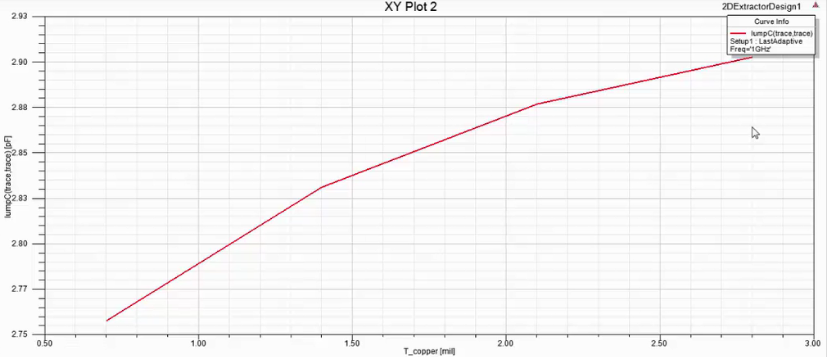 XY Plot 2
2DExtractorDesign1
Curve Info
lumpC(trace,trace)
Setup1 : LastAdaptive
Freq='1GHz'
2.93
2.90
2.88
2.85
2.83
2.80
2.77
2.75
lumpC(trace,trace) [pF]
0.50 1.00 1.50 2.00 2.50 3.00
T_copper [mil]